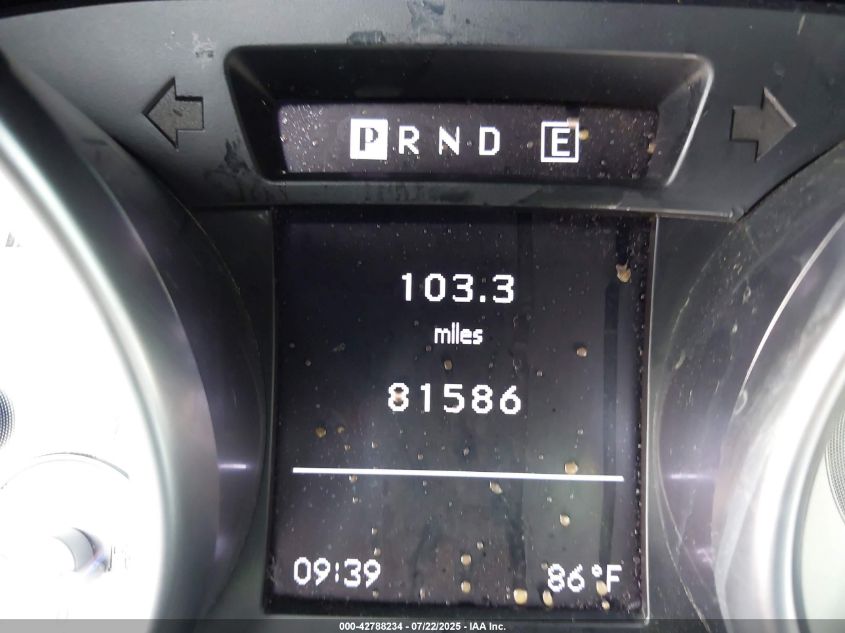 P R N D E
103.3
miles
81586
09:39 86°F
000-42788234 - 07/22/2025 - IAA Inc.